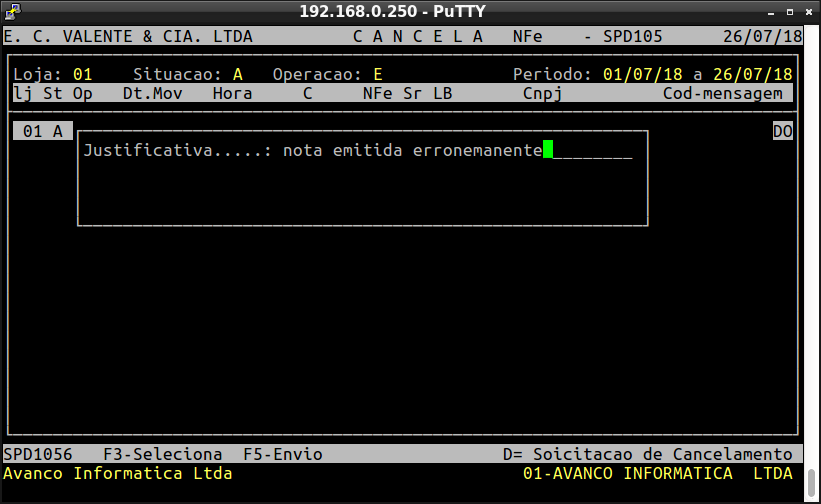 192.168.0.250 - PuTTY
E. C. VALENTE & CIA. LTDA C A N C E L A NFe - SPD105 26/07/18
Loja: 01 Situacao: A Operacao: E Periodo: 01/07/18 a 26/07/18
lj St Op Dt.Mov Hora C NFe Sr LB Cnpj Cod-mensagem
01 A DO
Justificativa.....: nota emitida erronemanente________
SPD1056 F3-Seleciona F5-Envio D= Soicitacao de Cancelamento
Avanco Informatica Ltda 01-AVANCO INFORMATICA LTDA